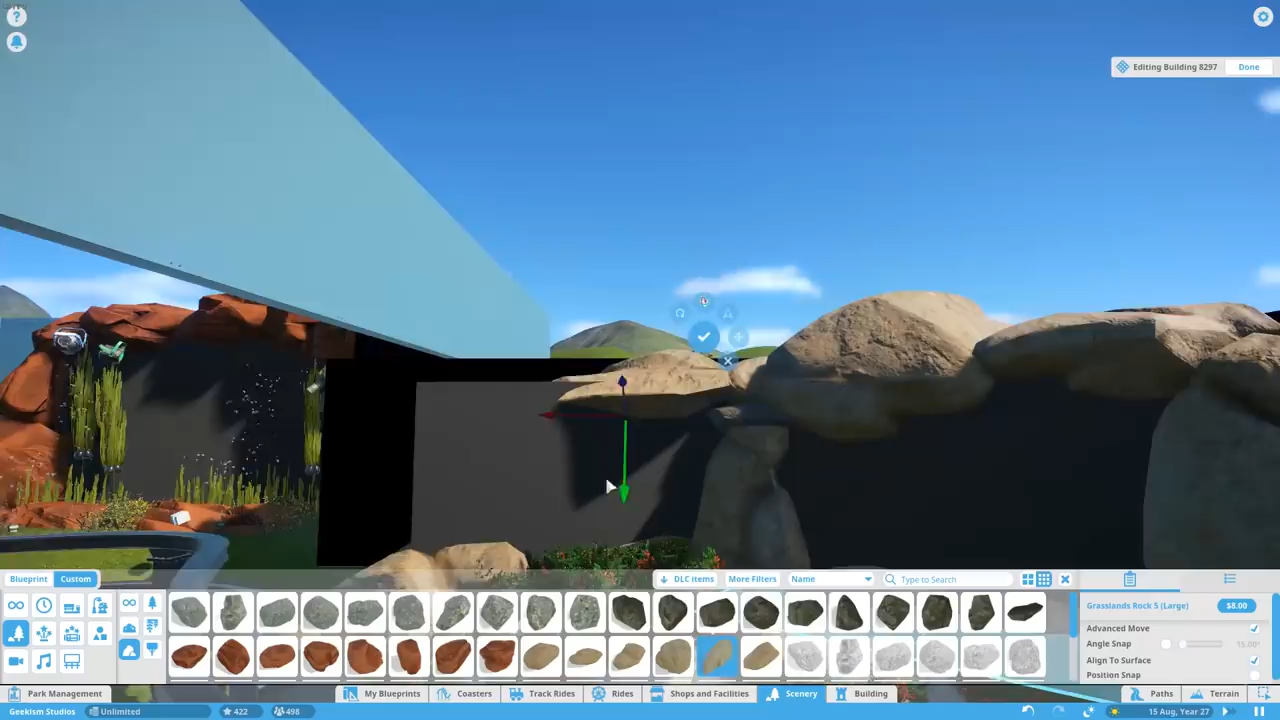 ?
Editing Building 8297 Done
Blueprint Custom
DLC items More Filters Name Type to Search
Grasslands Rock 5 (Large) $8.00
Advanced Move
Angle Snap 15.00°
Align To Surface
Position Snap
Park Management My Blueprints Coasters Track Rides Rides Shops and Facilities Scenery Building Paths Terrain
Geekism Studios Unlimited 422 498 15 Aug, Year 27